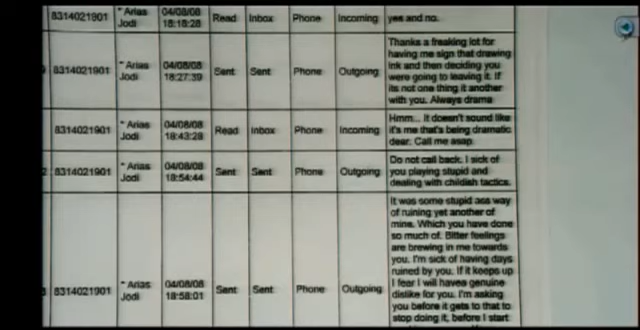 8314021901 * Arias Jodi 04/08/08 18:18:28 Read Inbox Phone Incoming yes and no.
8314021901 * Arias Jodi 04/08/08 18:27:39 Sent Sent Phone Outgoing
Thanks a freaking lot for
having me sign that drawing
ink and then deciding you
were going to leaving it. If
its not one thing it another
with you. Always drama
8314021901 * Arias Jodi 04/08/08 18:43:28 Read Inbox Phone Incoming
Hmm... It doesn't sound like
it's me that's being dramatic
dear. Call me asap.
2 8314021901 * Arias Jodi 04/08/08 18:54:44 Sent Sent Phone Outgoing
Do not call back. I sick of
you playing stupid and
dealing with childish tactics.
3 8314021901 * Arias Jodi 04/08/08 18:58:01 Sent Sent Phone Outgoing
It was some stupid ass way
of ruining yet another of
mine. Which you have done
so much of. Bitter feelings
are brewing in me towards
you. I'm sick of having days
ruined by you. If it keeps up
I fear I will havea genuine
dislike for you. I'm asking
you before it gets to that to
stop doing it, before I start